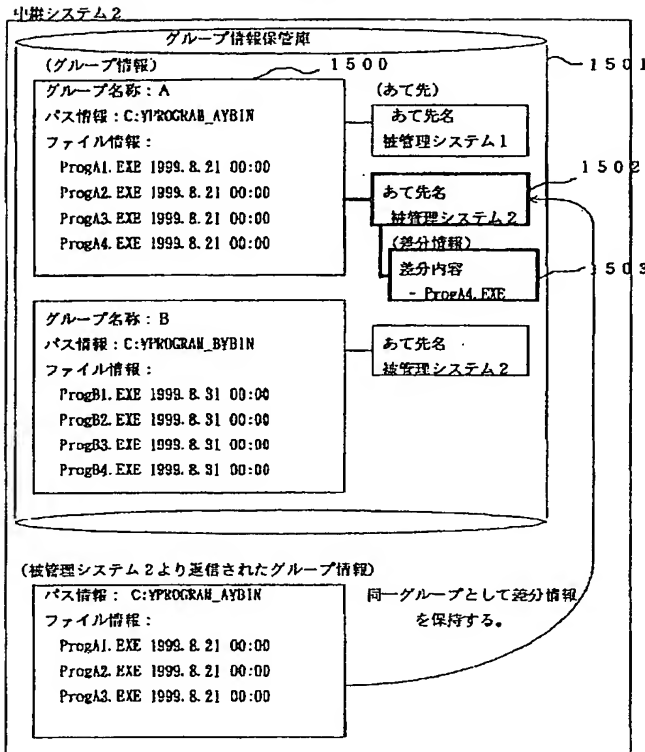 中継システム2
グループ情報保管庫
(グループ情報)
1500
1501
グループ名称：A
パス情報：C:¥PROGRAM_A¥BIN
ファイル情報：
ProgA1.EXE 1999.8.21 00:00
ProgA2.EXE 1999.8.21 00:00
ProgA3.EXE 1999.8.21 00:00
ProgA4.EXE 1999.8.21 00:00
(あて先)
あて先名
被管理システム1
1502
あて先名
被管理システム2
(差分情報)
1503
差分内容
- ProgA4.EXE
グループ名称：B
パス情報：C:¥PROGRAM_B¥BIN
ファイル情報：
ProgB1.EXE 1999.8.31 00:00
ProgB2.EXE 1999.8.31 00:00
ProgB3.EXE 1999.8.31 00:00
ProgB4.EXE 1999.8.31 00:00
あて先名
被管理システム2
(被管理システム2より返信されたグループ情報)
パス情報： C:¥PROGRAM_A¥BIN
ファイル情報：
ProgA1.EXE 1999.8.21 00:00
ProgA2.EXE 1999.8.21 00:00
ProgA3.EXE 1999.8.21 00:00
同一グループとして差分情報
を保持する。